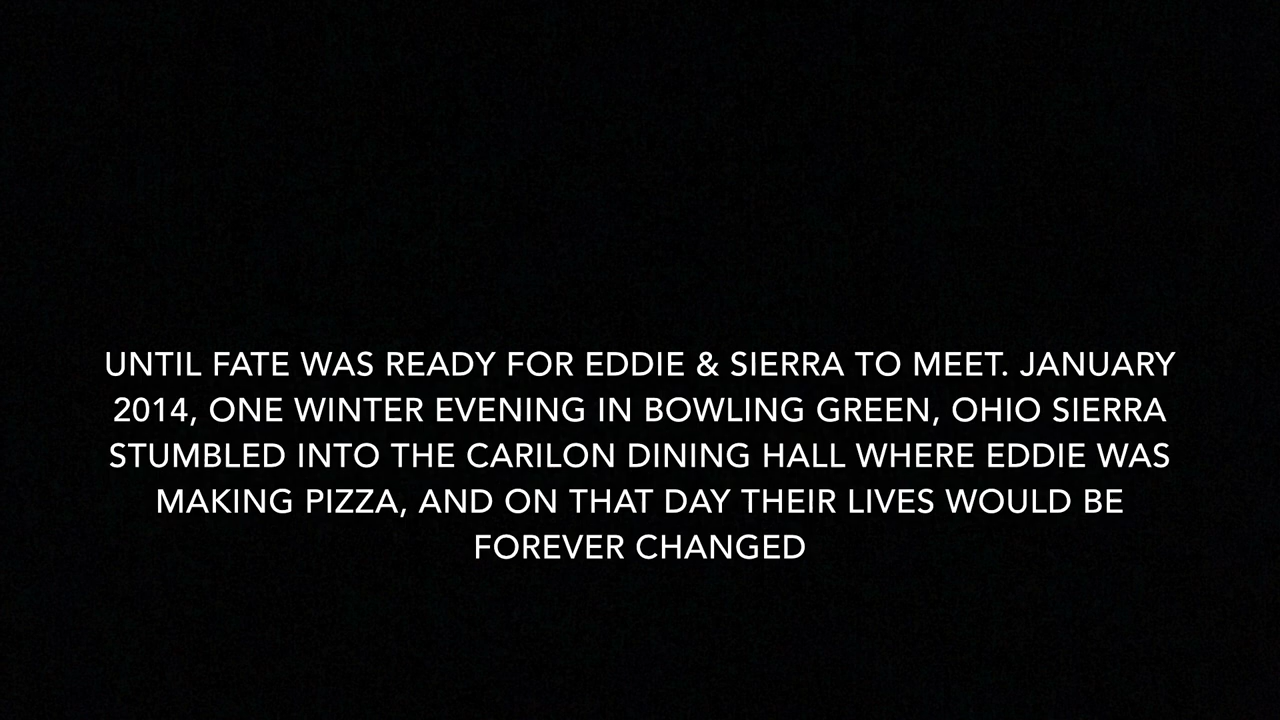 UNTIL FATE WAS READY FOR EDDIE & SIERRA TO MEET. JANUARY
2014, ONE WINTER EVENING IN BOWLING GREEN, OHIO SIERRA
STUMBLED INTO THE CARILON DINING HALL WHERE EDDIE WAS
MAKING PIZZA, AND ON THAT DAY THEIR LIVES WOULD BE
FOREVER CHANGED